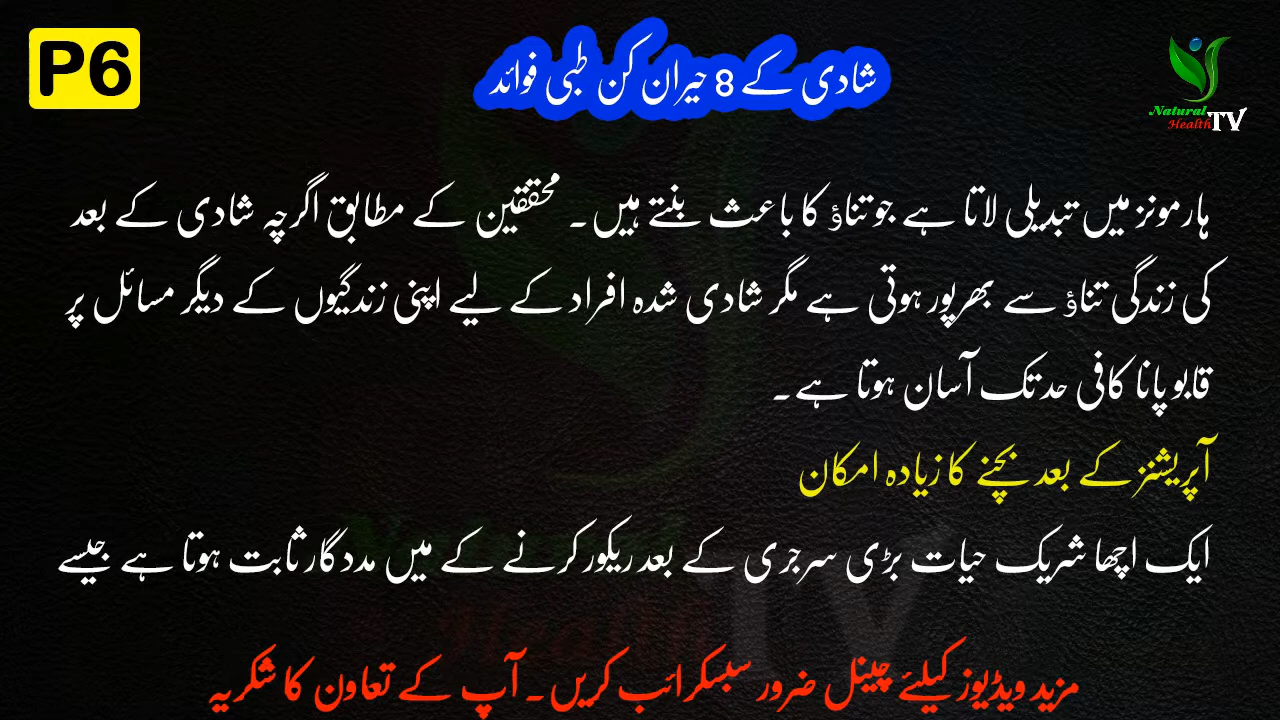 P6
شادی کے 8 حیران کن طبی فوائد
Natural
Health TV
ہارمونز میں تبدیلی لاتا ہے جو تناؤ کا باعث بنتے ہیں۔ محققین کے مطابق اگرچہ شادی کے بعد
کی زندگی تناؤ سے بھرپور ہوتی ہے مگر شادی شدہ افراد کے لیے اپنی زندگیوں کے دیگر مسائل پر
قابو پانا کافی حد تک آسان ہوتا ہے۔
آپریشنز کے بعد بچنے کا زیادہ امکان
ایک اچھا شریک حیات بڑی سرجری کے بعد ریکور کرنے کے میں مددگار ثابت ہوتا ہے جیسے
مزید ویڈیوز کیلئے چینل ضرور سبسکرائب کریں۔ آپ کے تعاون کا شکریہ